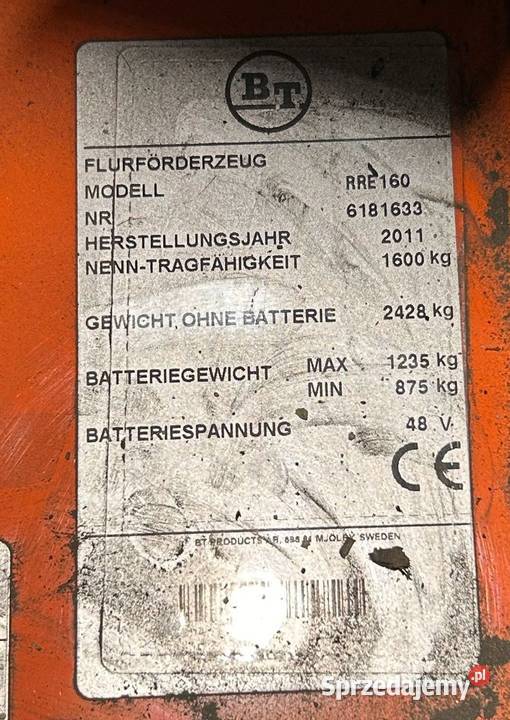 BT
FLURFÖRDERZEUG
MODELL RRE160
NR 6181633
HERSTELLUNGSJAHR 2011
NENN-TRAGFÄHIGKEIT 1600 kg
GEWICHT OHNE BATTERIE 2428 kg
BATTERIEGEWICHT MAX 1235 kg
MIN 875 kg
BATTERIESPANNUNG 48 V
CE
BT PRODUCTS AB, MJÖLBY SWEDEN
Sprzedajemy.pl